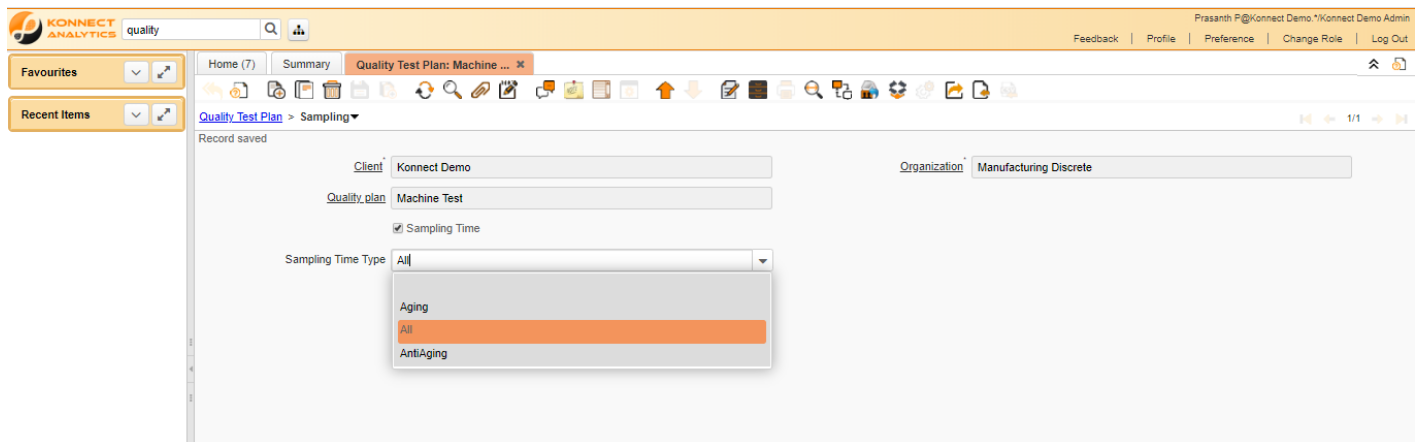 KONNECT
ANALYTICS
quality
Prasanth P@Konnect Demo.*/Konnect Demo Admin
Feedback | Profile | Preference | Change Role | Log Out
Favourites
Recent Items
Home (7)
Summary
Quality Test Plan: Machine ...
Quality Test Plan > Sampling
1/1
Record saved
Client* Konnect Demo
Organization* Manufacturing Discrete
Quality plan Machine Test
Sampling Time
Sampling Time Type All
Aging
All
AntiAging